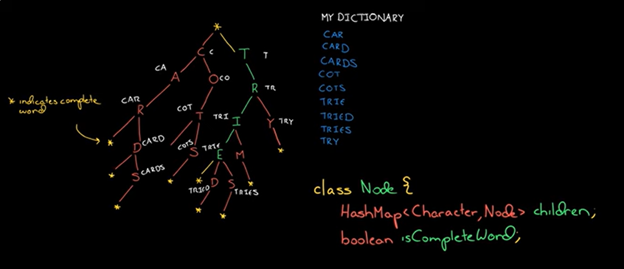 MY DICTIONARY
CAR
CARD
CARDS
COT
COTS
TRIE
TRIED
TRIES
TRY
*
C C T T
CA A O CO R TR
* indicates complete word
CAR R COT T TRI I Y TRY
* D CARD COTS S TRIE E M *
S CARDS * * * TRIED D S TRIES *
* * *
class Node {
HashMap<Character, Node> children;
boolean isCompleteWord;